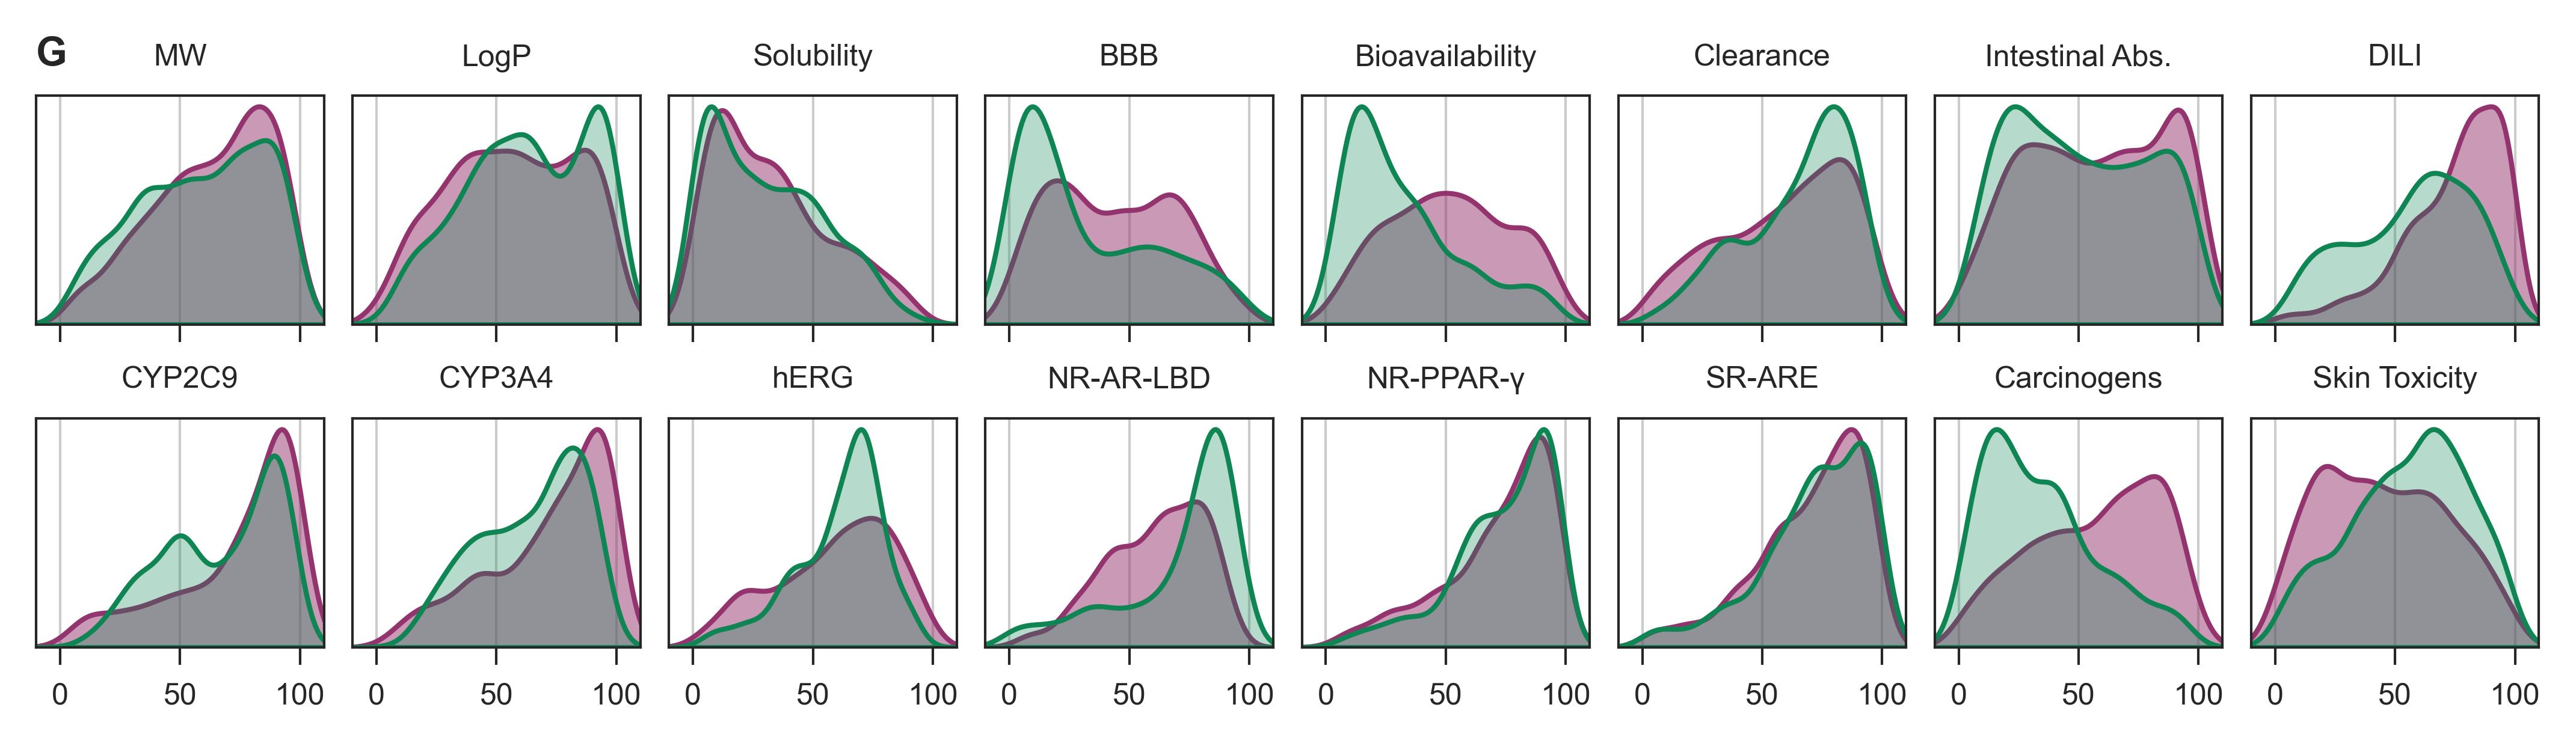 G MW LogP Solubility BBB Bioavailability Clearance Intestinal Abs. DILI
CYP2C9 CYP3A4 hERG NR-AR-LBD NR-PPAR-γ SR-ARE Carcinogens Skin Toxicity
0 50 100 0 50 100 0 50 100 0 50 100 0 50 100 0 50 100 0 50 100 0 50 100